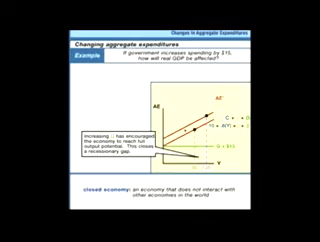 Changes in Aggregate Expenditures
Changing aggregate expenditures
Example
If government increases spending by $15,
how will real GDP be affected?
AE
AE'
Increasing G has encouraged
the economy to reach full
output potential. This closes
a recessionary gap.
Y
closed economy: an economy that does not interact with
other economies in the world